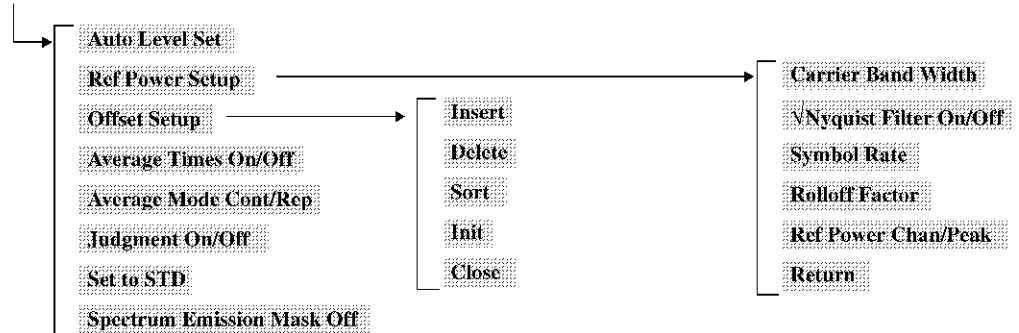 Auto Level Set
Ref Power Setup
Offset Setup
Average Times On/Off
Average Mode Cont/Rep
Judgment On/Off
Set to STD
Spectrum Emission Mask Off
Insert
Delete
Sort
Init
Close
Carrier Band Width
√Nyquist Filter On/Off
Symbol Rate
Rolloff Factor
Ref Power Chan/Peak
Return